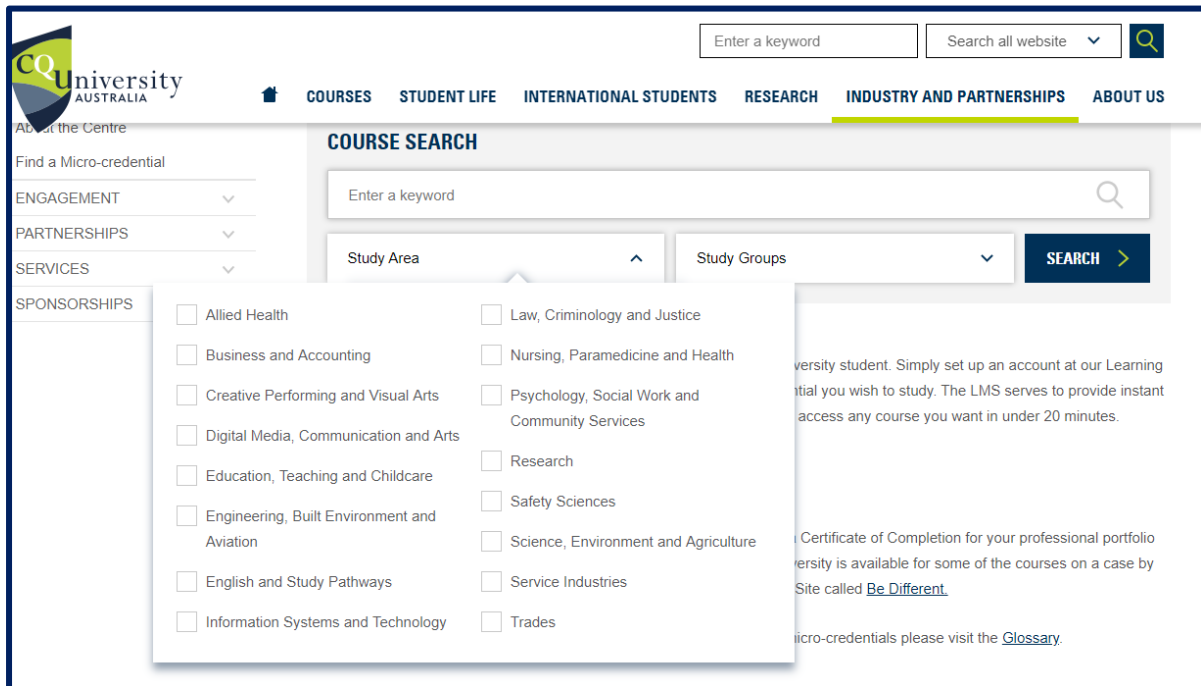 CQUniversity
AUSTRALIA
Enter a keyword
Search all website
COURSES
STUDENT LIFE
INTERNATIONAL STUDENTS
RESEARCH
INDUSTRY AND PARTNERSHIPS
ABOUT US
About the Centre
Find a Micro-credential
ENGAGEMENT
PARTNERSHIPS
SERVICES
SPONSORSHIPS
COURSE SEARCH
Enter a keyword
Study Area
Study Groups
SEARCH
Allied Health
Business and Accounting
Creative Performing and Visual Arts
Digital Media, Communication and Arts
Education, Teaching and Childcare
Engineering, Built Environment and
Aviation
English and Study Pathways
Information Systems and Technology
Law, Criminology and Justice
Nursing, Paramedicine and Health
Psychology, Social Work and
Community Services
Research
Safety Sciences
Science, Environment and Agriculture
Service Industries
Trades
versity student. Simply set up an account at our Learning
ntial you wish to study. The LMS serves to provide instant
access any course you want in under 20 minutes.
Certificate of Completion for your professional portfolio
versity is available for some of the courses on a case by
Site called Be Different.
icro-credentials please visit the Glossary.